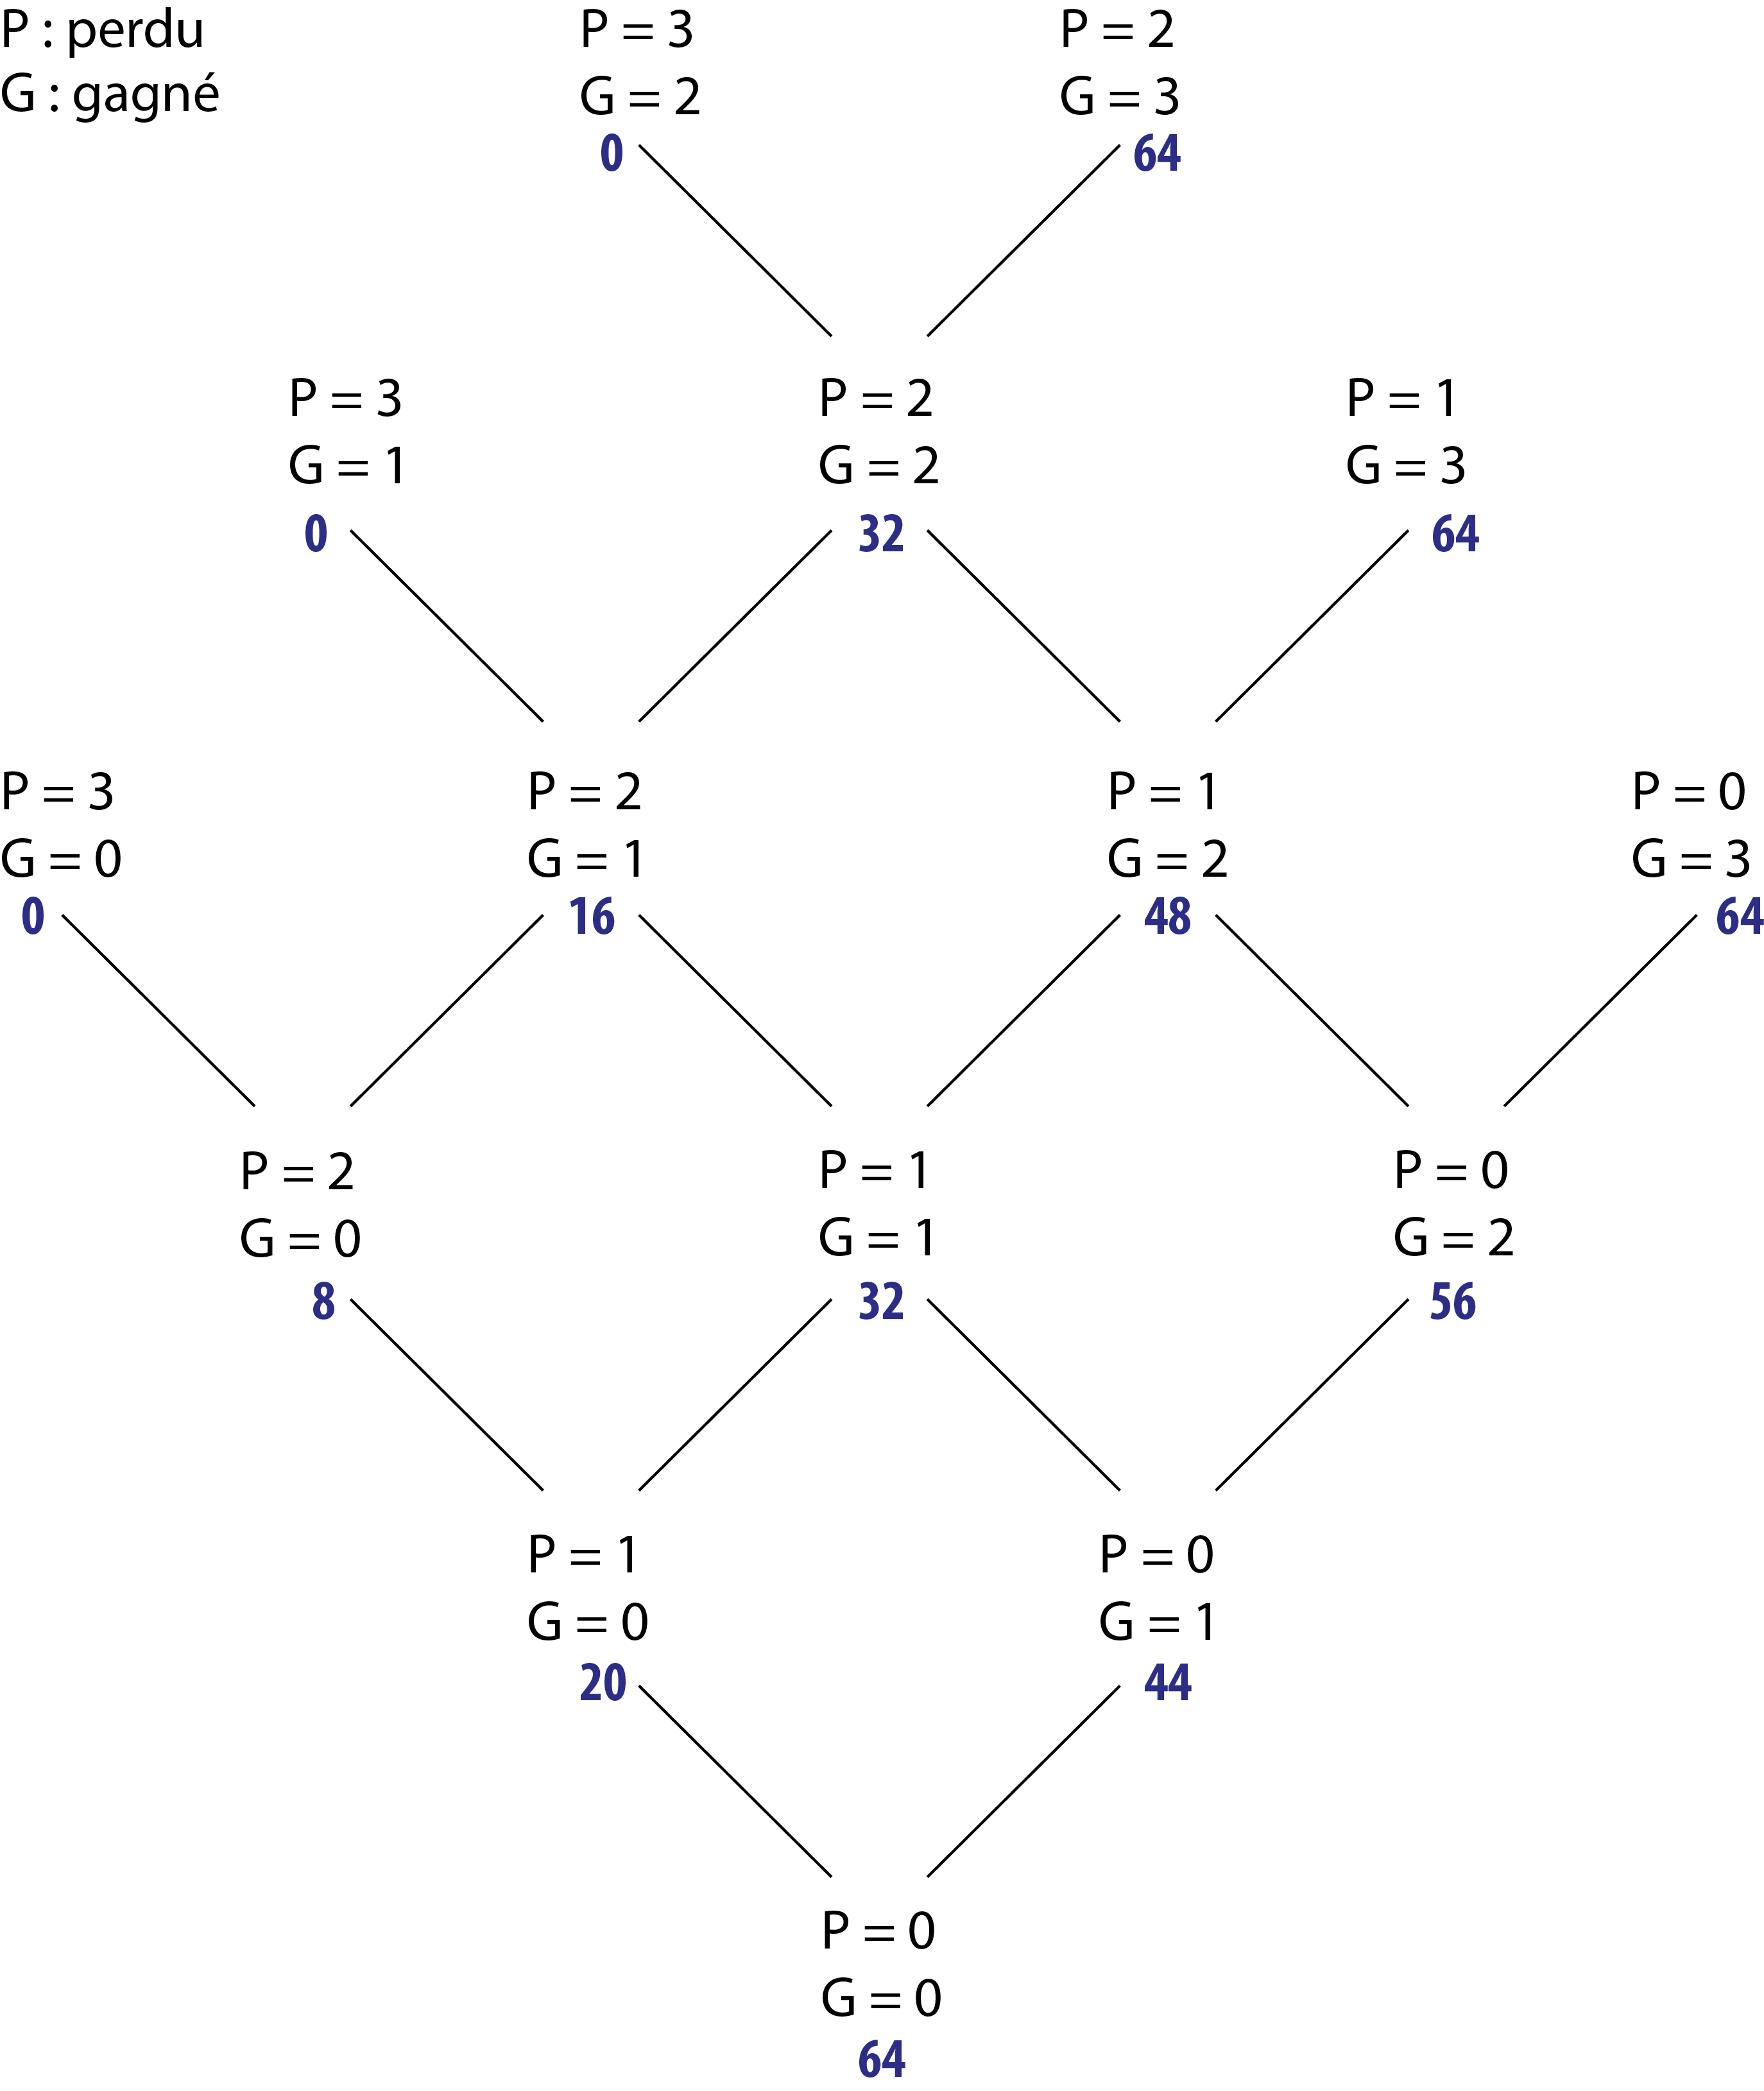 P : perdu
G : gagné
P = 3
G = 2
0
P = 2
G = 3
64
P = 3
G = 1
0
P = 2
G = 2
32
P = 1
G = 3
64
P = 3
G = 0
0
P = 2
G = 1
16
P = 1
G = 2
48
P = 0
G = 3
64
P = 2
G = 0
8
P = 1
G = 1
32
P = 0
G = 2
56
P = 1
G = 0
20
P = 0
G = 1
44
P = 0
G = 0
64